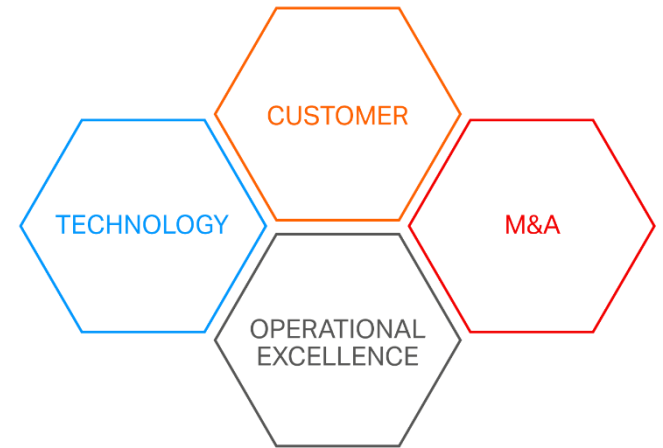 CUSTOMER
TECHNOLOGY
M&A
OPERATIONAL
EXCELLENCE